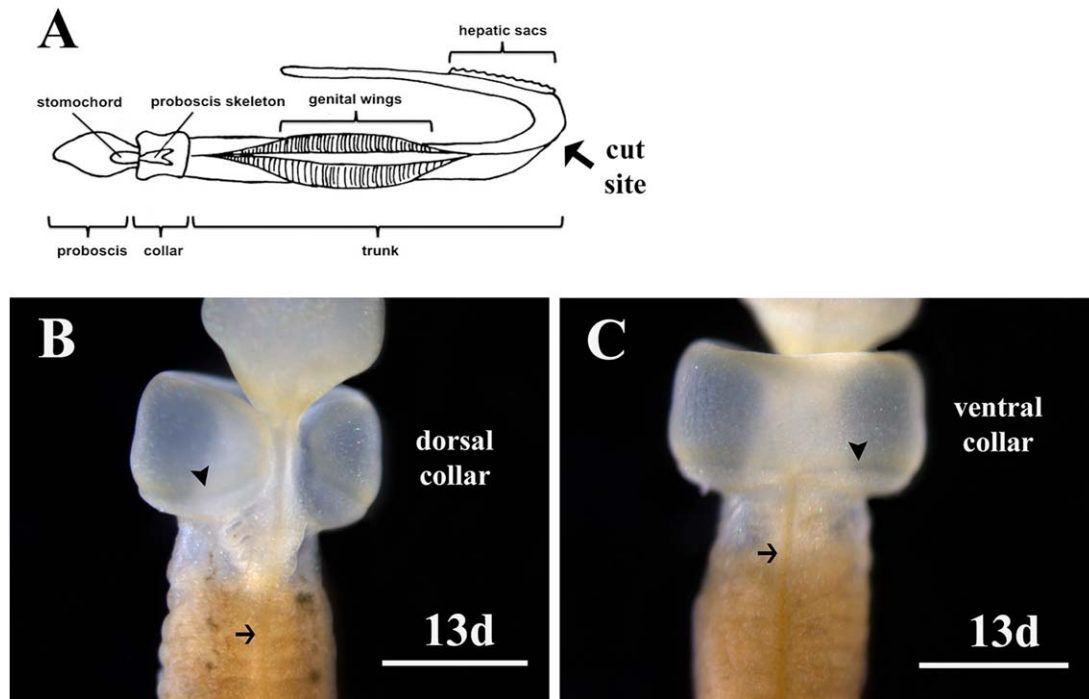 A
hepatic sacs
stomochord
proboscis skeleton
genital wings
cut
site
proboscis
collar
trunk
B
dorsal
collar
13d
C
ventral
collar
13d